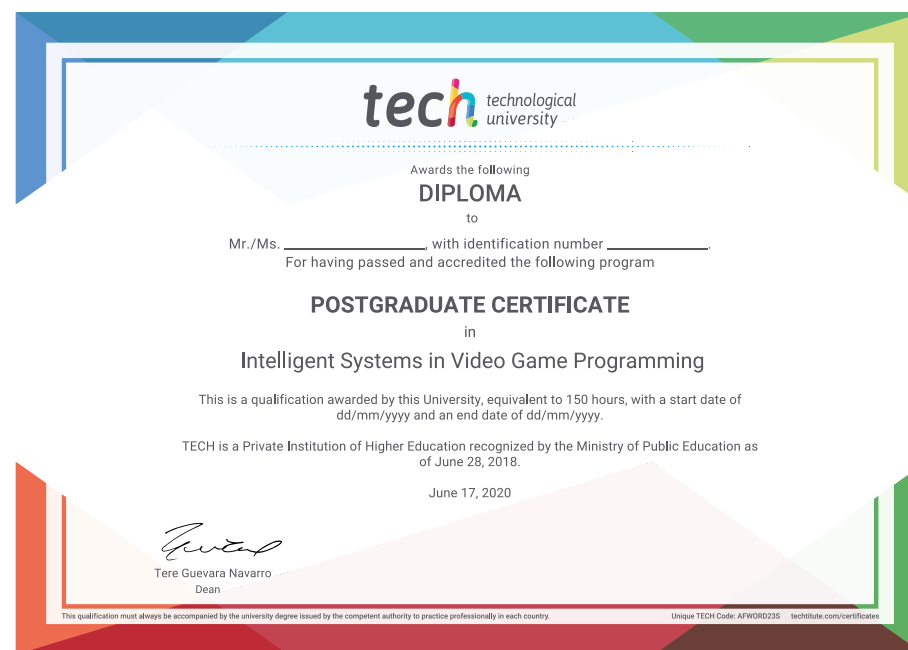 tech technological
university
Awards the following
DIPLOMA
to
Mr./Ms. ____________, with identification number ____________.
For having passed and accredited the following program
POSTGRADUATE CERTIFICATE
in
Intelligent Systems in Video Game Programming
This is a qualification awarded by this University, equivalent to 150 hours, with a start date of
dd/mm/yyyy and an end date of dd/mm/yyyy.
TECH is a Private Institution of Higher Education recognized by the Ministry of Public Education as
of June 28, 2018.
June 17, 2020
Tere Guevara Navarro
Dean
This qualification must always be accompanied by the university degree issued by the competent authority to practice professionally in each country. Unique TECH Code: AFWORD23S techtitute.com/certificates